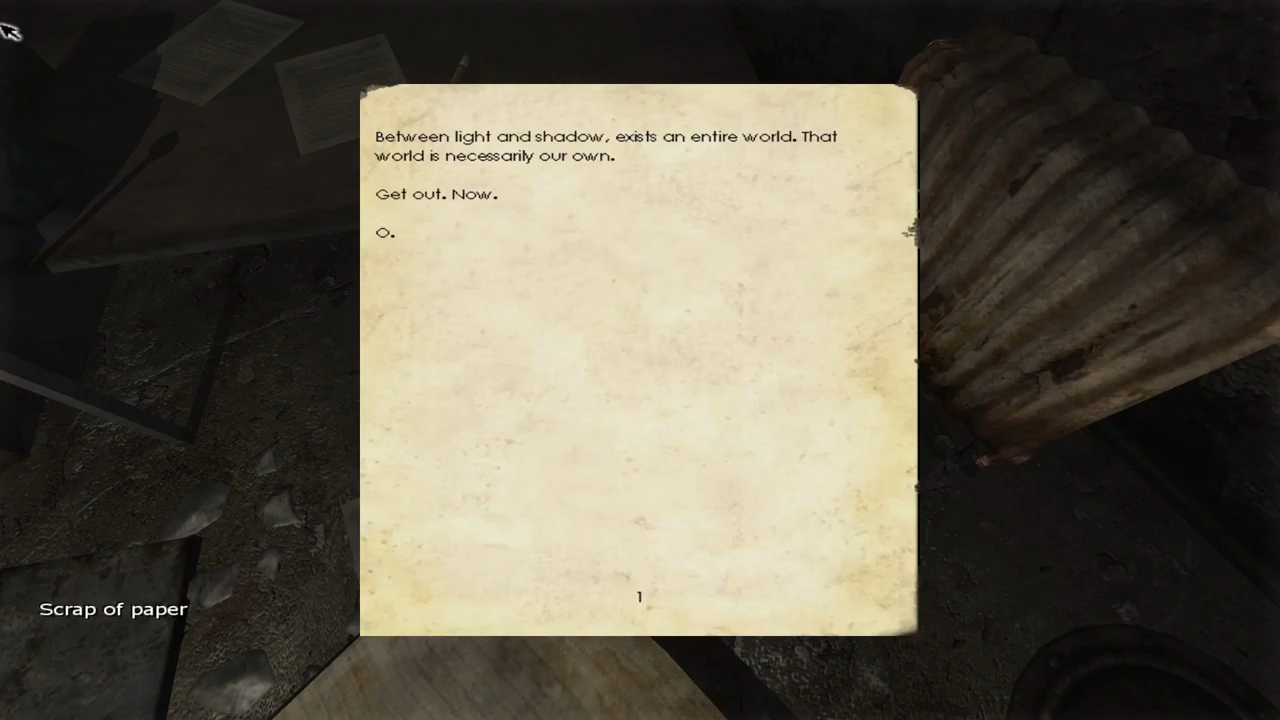 Between light and shadow, exists an entire world. That
world is necessarily our own.
Get out. Now.
O.
1
Scrap of paper